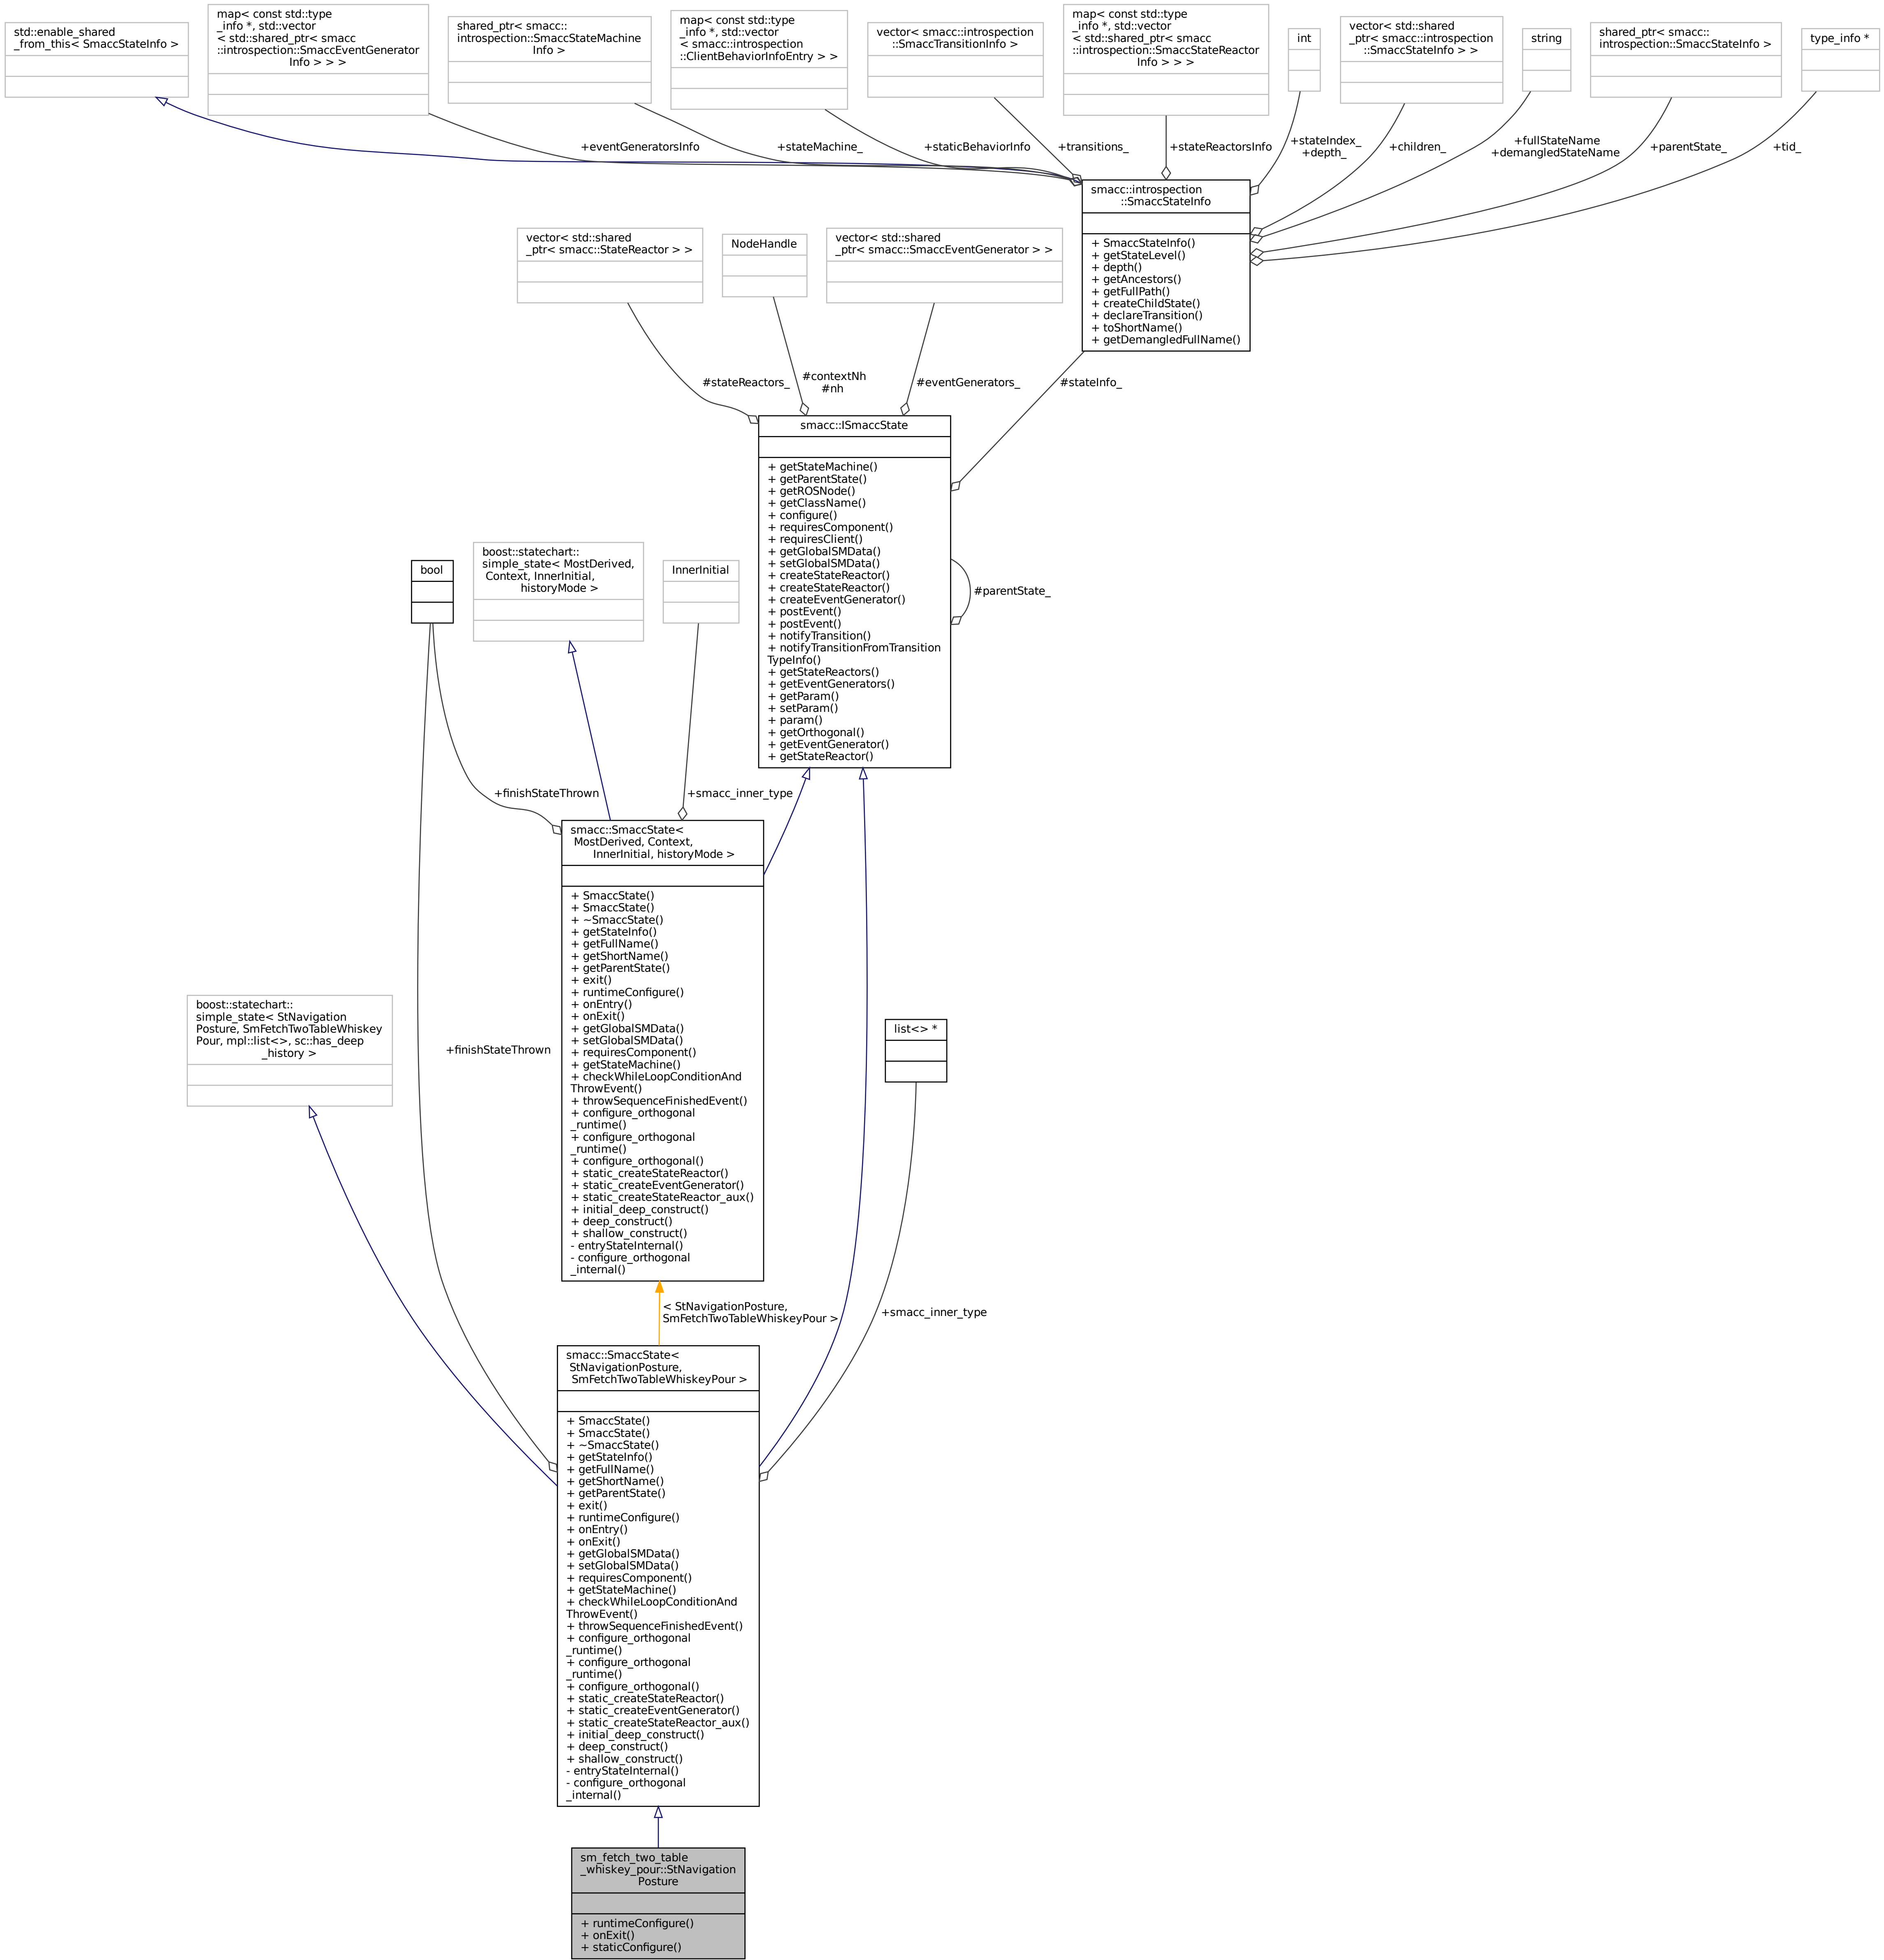 std::enable_shared
_from_this< SmaccStateInfo >
map< const std::type
_info *, std::vector
< std::shared_ptr< smacc
::introspection::SmaccEventGenerator
Info > > >
shared_ptr< smacc::
introspection::SmaccStateMachine
Info >
map< const std::type
_info *, std::vector
< smacc::introspection
::ClientBehaviorInfoEntry > >
vector< smacc::introspection
::SmaccTransitionInfo >
map< const std::type
_info *, std::vector
< std::shared_ptr< smacc
::introspection::SmaccStateReactor
Info > > >
int
vector< std::shared
_ptr< smacc::introspection
::SmaccStateInfo > >
string
shared_ptr< smacc::
introspection::SmaccStateInfo >
type_info *
+eventGeneratorsInfo
+stateMachine_
+staticBehaviorInfo
+transitions_
+stateReactorsInfo
+stateIndex_
+depth_
+children_
+fullStateName
+demangledStateName
+parentState_
+tid_
smacc::introspection
::SmaccStateInfo
+ SmaccStateInfo()
+ getStateLevel()
+ depth()
+ getAncestors()
+ getFullPath()
+ createChildState()
+ declareTransition()
+ toShortName()
+ getDemangledFullName()
vector< std::shared
_ptr< smacc::StateReactor > >
NodeHandle
vector< std::shared
_ptr< smacc::SmaccEventGenerator > >
#stateReactors_
#contextNh
#nh
#eventGenerators_
#stateInfo_
smacc::ISmaccState
+ getStateMachine()
+ getParentState()
+ getROSNode()
+ getClassName()
+ configure()
+ requiresComponent()
+ requiresClient()
+ getGlobalSMData()
+ setGlobalSMData()
+ createStateReactor()
+ createStateReactor()
+ createEventGenerator()
+ postEvent()
+ postEvent()
+ notifyTransition()
+ notifyTransitionFromTransition
TypeInfo()
+ getStateReactors()
+ getEventGenerators()
+ getParam()
+ setParam()
+ param()
+ getOrthogonal()
+ getEventGenerator()
+ getStateReactor()
#parentState_
bool
boost::statechart::
simple_state< MostDerived,
Context, InnerInitial,
historyMode >
InnerInitial
+finishStateThrown
+smacc_inner_type
smacc::SmaccState<
MostDerived, Context,
InnerInitial, historyMode >
+ SmaccState()
+ SmaccState()
+ ~SmaccState()
+ getStateInfo()
+ getFullName()
+ getShortName()
+ getParentState()
+ exit()
+ runtimeConfigure()
+ onEntry()
+ onExit()
+ getGlobalSMData()
+ setGlobalSMData()
+ requiresComponent()
+ getStateMachine()
+ checkWhileLoopConditionAnd
ThrowEvent()
+ throwSequenceFinishedEvent()
+ configure_orthogonal
_runtime()
+ configure_orthogonal
_runtime()
+ configure_orthogonal()
+ static_createStateReactor()
+ static_createEventGenerator()
+ static_createStateReactor_aux()
+ initial_deep_construct()
+ deep_construct()
+ shallow_construct()
- entryStateInternal()
- configure_orthogonal
_internal()
boost::statechart::
simple_state< StNavigation
Posture, SmFetchTwoTableWhiskey
Pour, mpl::list<>, sc::has_deep
_history >
+finishStateThrown
list<> *
< StNavigationPosture,
SmFetchTwoTableWhiskeyPour >
+smacc_inner_type
smacc::SmaccState<
StNavigationPosture,
SmFetchTwoTableWhiskeyPour >
+ SmaccState()
+ SmaccState()
+ ~SmaccState()
+ getStateInfo()
+ getFullName()
+ getShortName()
+ getParentState()
+ exit()
+ runtimeConfigure()
+ onEntry()
+ onExit()
+ getGlobalSMData()
+ setGlobalSMData()
+ requiresComponent()
+ getStateMachine()
+ checkWhileLoopConditionAnd
ThrowEvent()
+ throwSequenceFinishedEvent()
+ configure_orthogonal
_runtime()
+ configure_orthogonal
_runtime()
+ configure_orthogonal()
+ static_createStateReactor()
+ static_createEventGenerator()
+ static_createStateReactor_aux()
+ initial_deep_construct()
+ deep_construct()
+ shallow_construct()
- entryStateInternal()
- configure_orthogonal
_internal()
sm_fetch_two_table
_whiskey_pour::StNavigation
Posture
+ runtimeConfigure()
+ onExit()
+ staticConfigure()